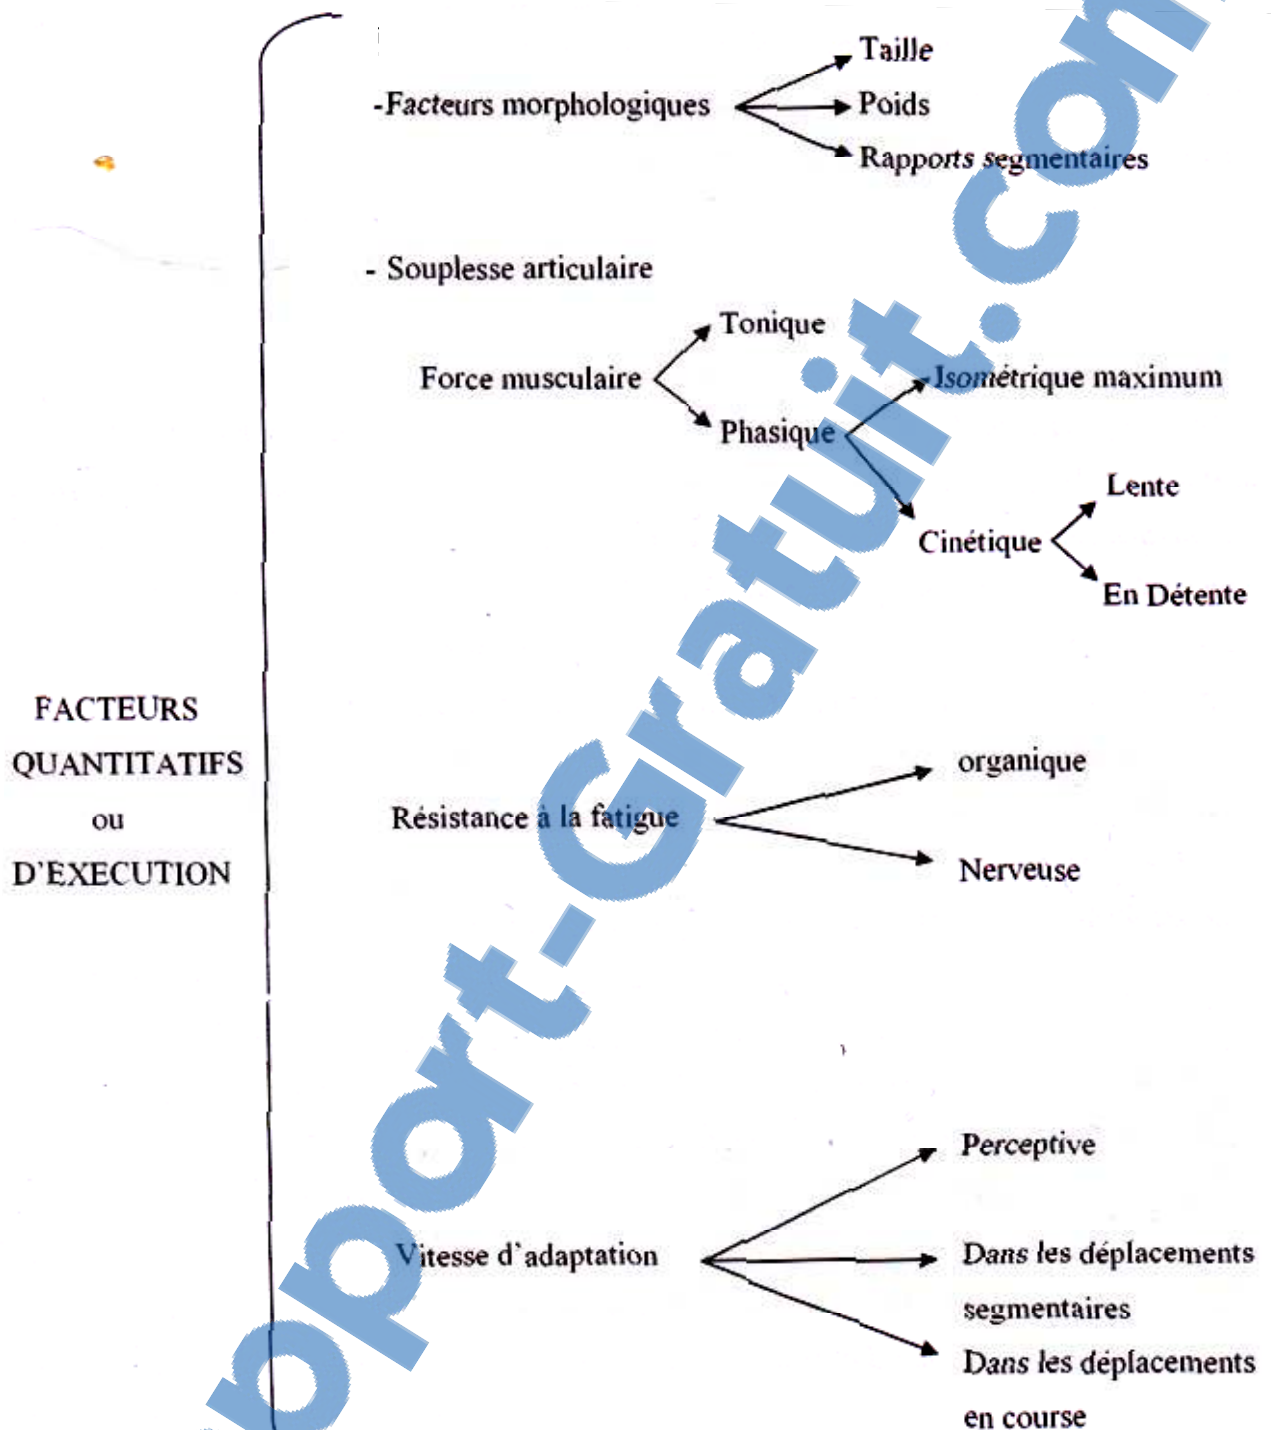 Taille
-Facteurs morphologiques
Poids
Rapports segmentaires
- Souplesse articulaire
Tonique
Force musculaire
Isométrique maximum
Phasique
Lente
Cinétique
En Détente
FACTEURS
QUANTITATIFS
ou
D'EXECUTION
organique
Résistance à la fatigue
Nerveuse
Perceptive
Vitesse d'adaptation
Dans les déplacements
segmentaires
Dans les déplacements
en course
pport-Gratuit.com